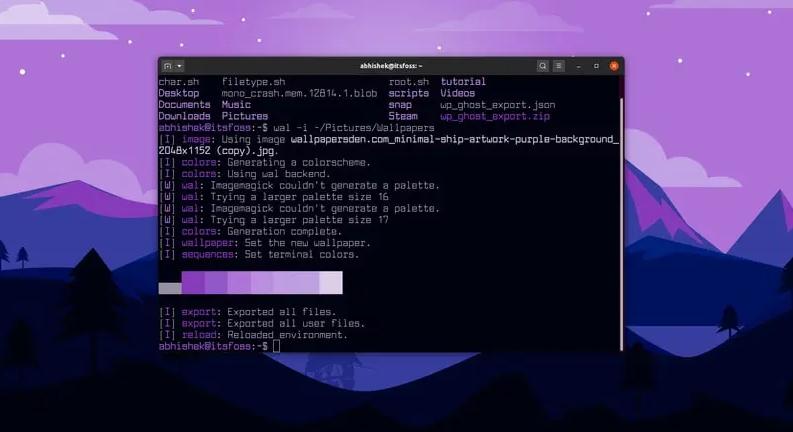 abhishek@itsfoss: ~
char.sh filetype.sh root.sh tutorial
Desktop mono_crash.mem.12814.1.blob scripts Videos
Documents Music snap wp_ghost_export.json
Downloads Pictures Steam wp_ghost_export.zip
abhishek@itsfoss:~$ wal -i ~/Pictures/Wallpapers
[I] image: Using image wallpapersden.com_minimal-ship-artwork-purple-background_
2048x1152 (copy).jpg.
[I] colors: Generating a colorscheme.
[I] colors: Using wal backend.
[W] wal: Imagemagick couldn't generate a palette.
[W] wal: Trying a larger palette size 16
[W] wal: Imagemagick couldn't generate a palette.
[W] wal: Trying a larger palette size 17
[I] colors: Generation complete.
[I] wallpaper: Set the new wallpaper.
[I] sequences: Set terminal colors.
[I] export: Exported all files.
[I] export: Exported all user files.
[I] reload: Reloaded environment.
abhishek@itsfoss:~$